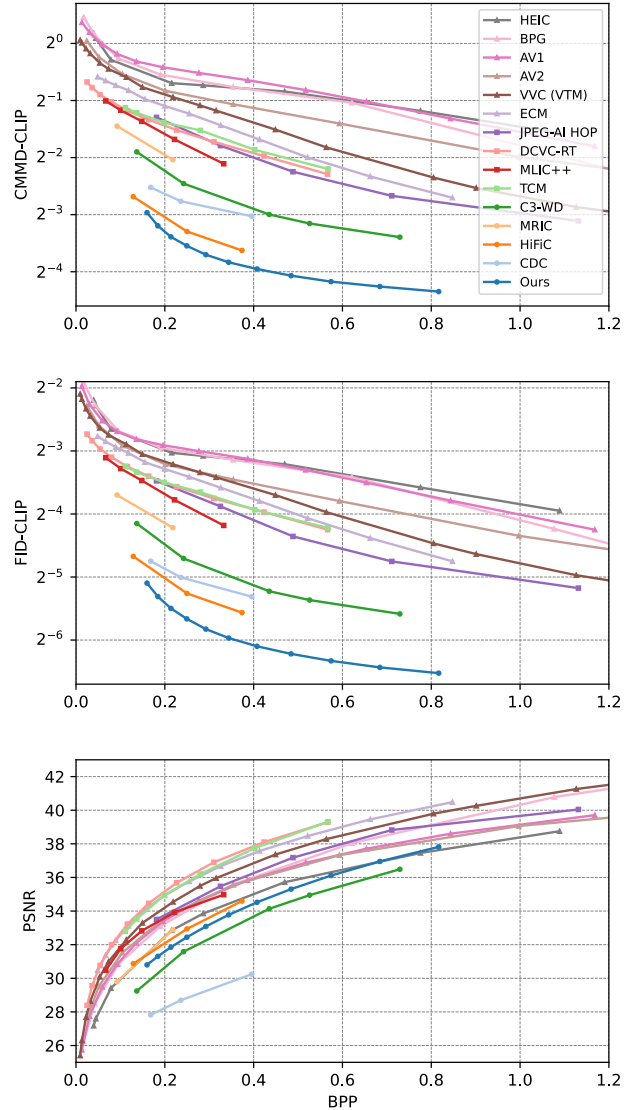 CMMD-CLIP
2⁰
2⁻¹
2⁻²
2⁻³
2⁻⁴
0.0 0.2 0.4 0.6 0.8 1.0 1.2
HEIC
BPG
AV1
AV2
VVC (VTM)
ECM
JPEG-AI HOP
DCVC-RT
MLIC++
TCM
C3-WD
MRIC
HiFiC
CDC
Ours
FID-CLIP
2⁻²
2⁻³
2⁻⁴
2⁻⁵
2⁻⁶
0.0 0.2 0.4 0.6 0.8 1.0 1.2
PSNR
42
40
38
36
34
32
30
28
26
0.0 0.2 0.4 0.6 0.8 1.0 1.2
BPP